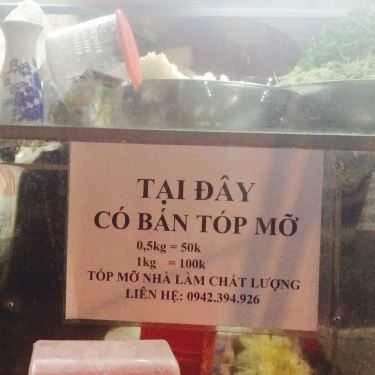 TẠI ĐÂY
CÓ BÁN TÓP MỠ
0,5kg = 50k
1kg = 100k
TÓP MỠ NHÀ LÀM CHẤT LƯỢNG
LIÊN HỆ: 0942.394.926